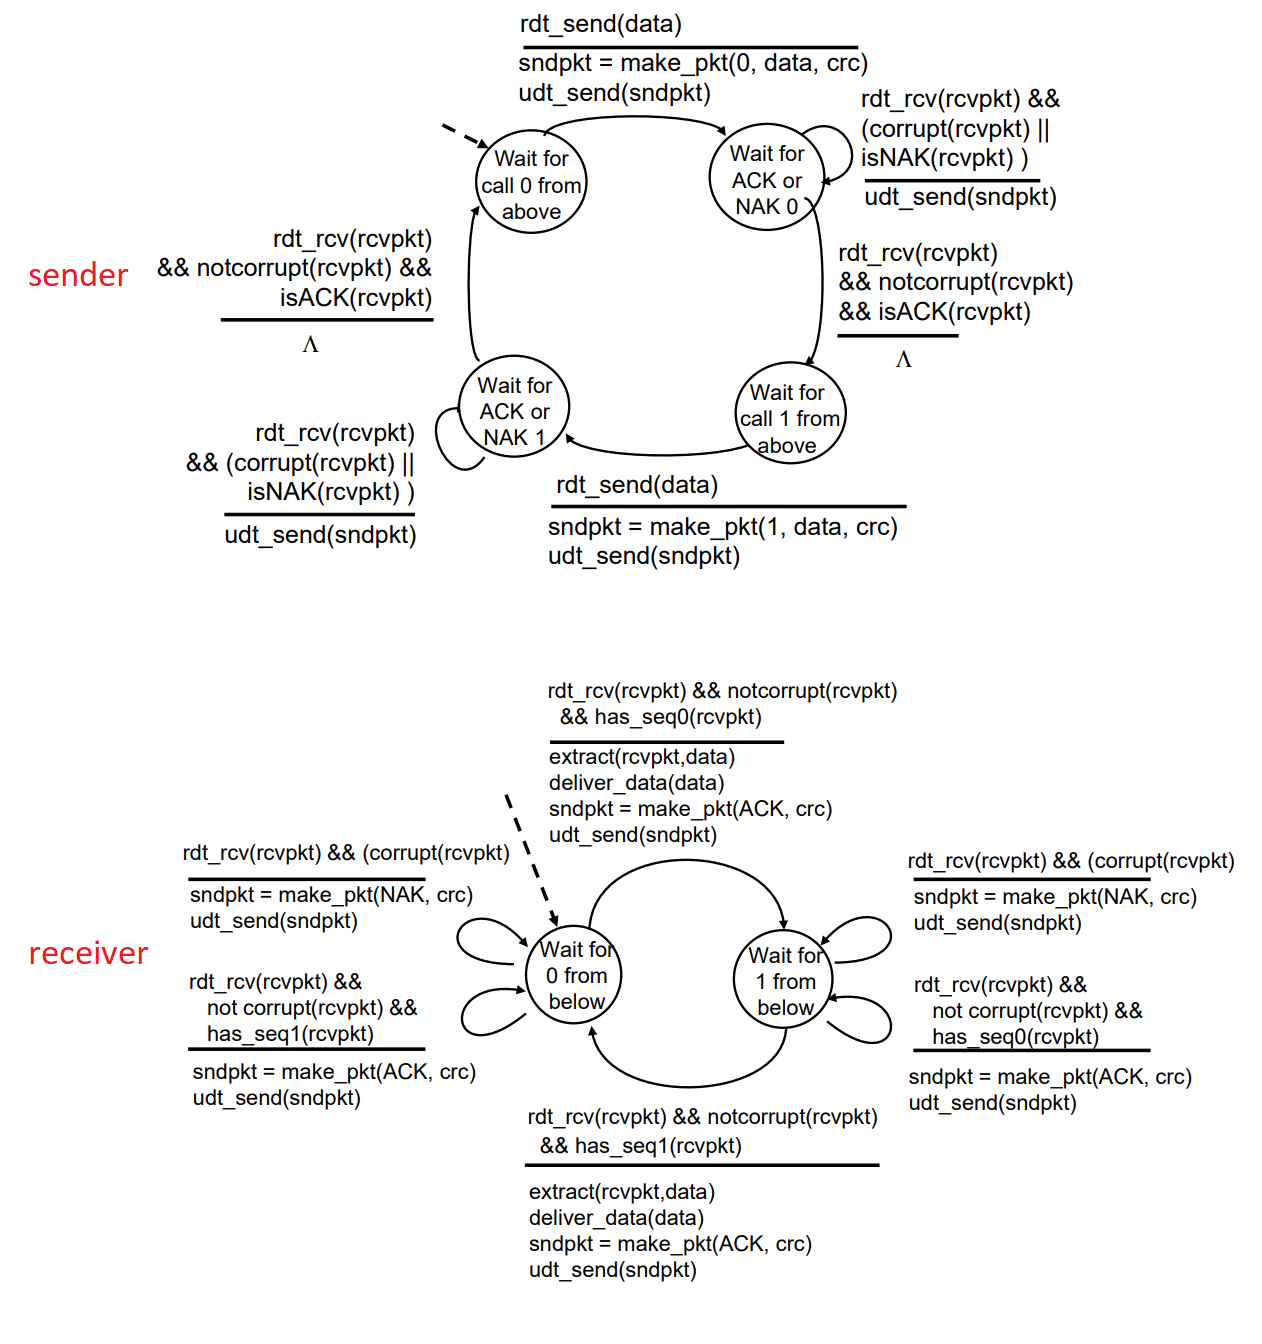 rdt_send(data)
sndpkt = make_pkt(0, data, crc)
udt_send(sndpkt)
rdt_rcv(rcvpkt) &&
(corrupt(rcvpkt) ||
isNAK(rcvpkt) )
udt_send(sndpkt)
Wait for
call 0 from
above
Wait for
ACK or
NAK 0
rdt_rcv(rcvpkt)
&& notcorrupt(rcvpkt) &&
isACK(rcvpkt)
Λ
sender
rdt_rcv(rcvpkt)
&& notcorrupt(rcvpkt)
&& isACK(rcvpkt)
Λ
Wait for
ACK or
NAK 1
Wait for
call 1 from
above
rdt_rcv(rcvpkt)
&& (corrupt(rcvpkt) ||
isNAK(rcvpkt) )
udt_send(sndpkt)
rdt_send(data)
sndpkt = make_pkt(1, data, crc)
udt_send(sndpkt)
rdt_rcv(rcvpkt) && notcorrupt(rcvpkt)
&& has_seq0(rcvpkt)
extract(rcvpkt,data)
deliver_data(data)
sndpkt = make_pkt(ACK, crc)
udt_send(sndpkt)
rdt_rcv(rcvpkt) && (corrupt(rcvpkt)
sndpkt = make_pkt(NAK, crc)
udt_send(sndpkt)
rdt_rcv(rcvpkt) && (corrupt(rcvpkt)
sndpkt = make_pkt(NAK, crc)
udt_send(sndpkt)
receiver
Wait for
0 from
below
Wait for
1 from
below
rdt_rcv(rcvpkt) &&
not corrupt(rcvpkt) &&
has_seq1(rcvpkt)
sndpkt = make_pkt(ACK, crc)
udt_send(sndpkt)
rdt_rcv(rcvpkt) &&
not corrupt(rcvpkt) &&
has_seq0(rcvpkt)
sndpkt = make_pkt(ACK, crc)
udt_send(sndpkt)
rdt_rcv(rcvpkt) && notcorrupt(rcvpkt)
&& has_seq1(rcvpkt)
extract(rcvpkt,data)
deliver_data(data)
sndpkt = make_pkt(ACK, crc)
udt_send(sndpkt)